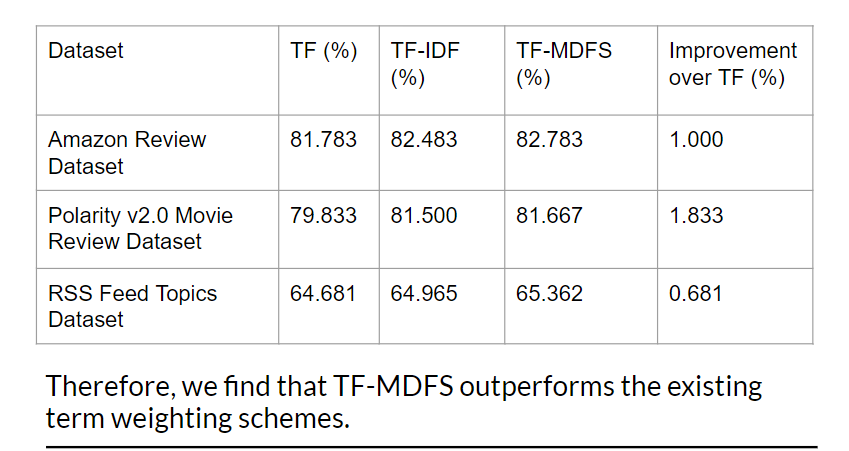 Dataset TF (%) TF-IDF (%) TF-MDFS (%) Improvement over TF (%)
Amazon Review Dataset 81.783 82.483 82.783 1.000
Polarity v2.0 Movie Review Dataset 79.833 81.500 81.667 1.833
RSS Feed Topics Dataset 64.681 64.965 65.362 0.681
Therefore, we find that TF-MDFS outperforms the existing
term weighting schemes.